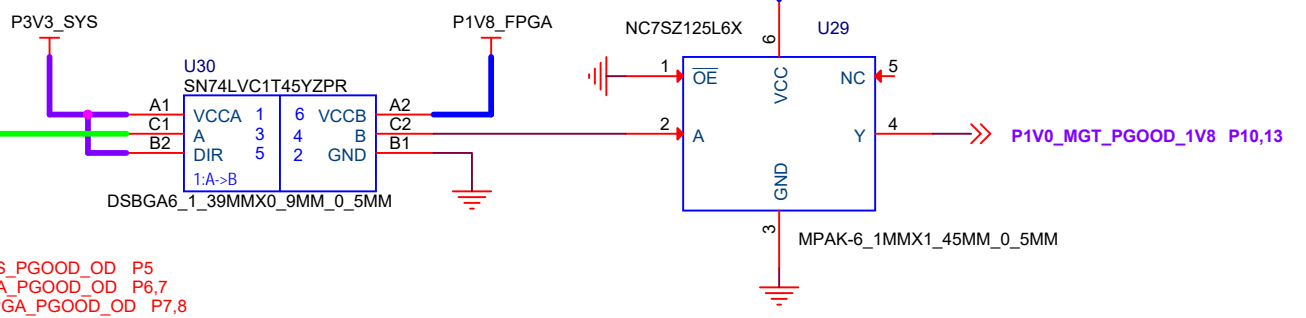 P3V3_SYS
P1V8_FPGA
NC7SZ125L6X
U29
U30
SN74LVC1T45YZPR
A1 VCCA 1 6 VCCB A2
C1 A 3 4 B C2
B2 DIR 5 2 GND B1
1:A->B
DSBGA6_1_39MMX0_9MM_0_5MM
6
VCC
1 OE
NC 5
2 A
Y 4
P1V0_MGT_PGOOD_1V8 P10,13
GND
3
MPAK-6_1MMX1_45MM_0_5MM
S_PGOOD_OD P5
A_PGOOD_OD P6,7
GA_PGOOD_OD P7,8